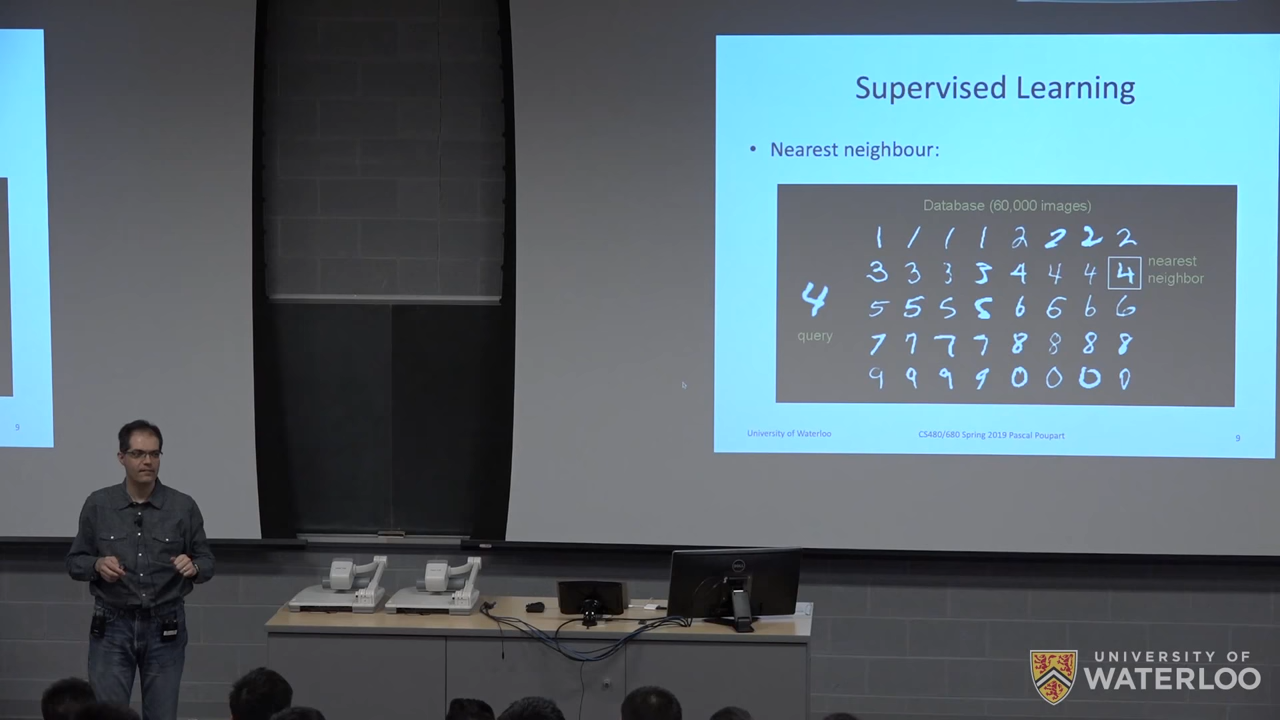 Supervised Learning
• Nearest neighbour:
Database (60,000 images)
1 1 1 1 2 2 2 2
3 3 3 3 4 4 4 4
nearest
neighbor
4
query
5 5 5 5 6 6 6 6
7 7 7 7 8 8 8 8
9 9 9 9 0 0 0 0
University of Waterloo
CS480/680 Spring 2019 Pascal Poupart
9
9
DELL
UNIVERSITY OF
WATERLOO